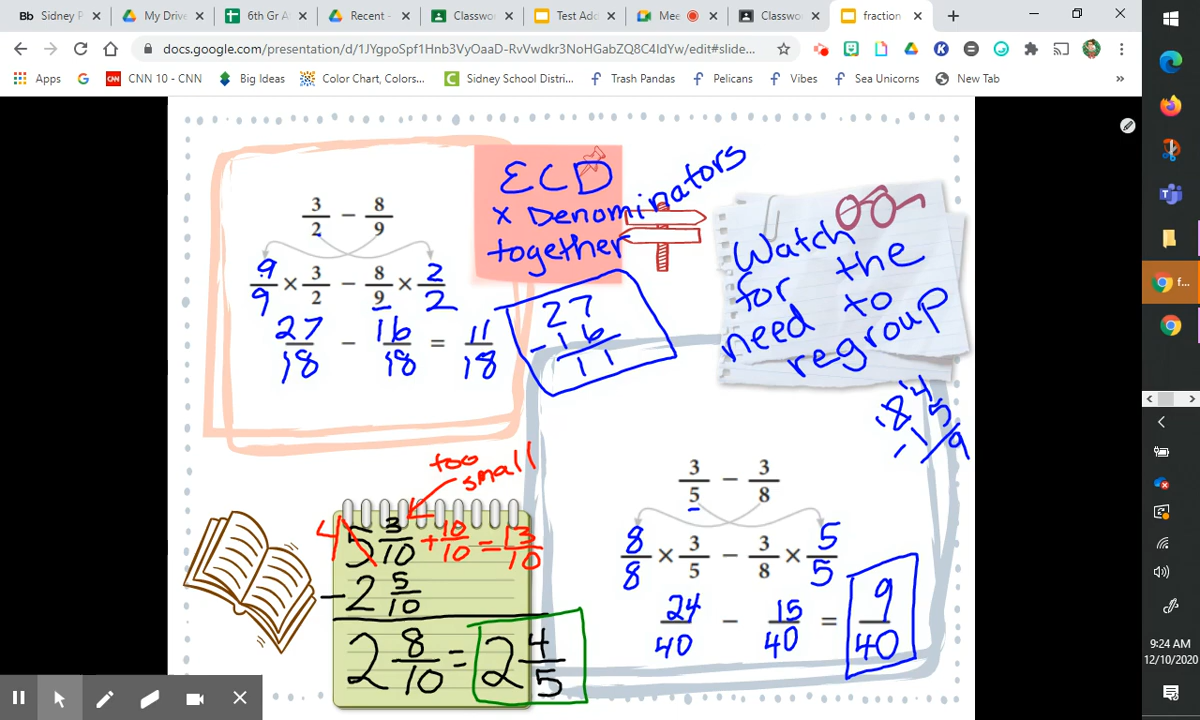 Sidney P
My Drive
6th Gr Al
Recent -
Classwo
Test Add
Mee
Classwo
fraction
docs.google.com/presentation/d/1JYgpoSpf1Hnb3VyOaaD-RvVwdkr3NoHGabZQ8C4ldYw/edit#slide...
Apps
CNN 10 - CNN
Big Ideas
Color Chart, Colors...
Sidney School Distri...
Trash Pandas
Pelicans
Vibes
Sea Unicorns
New Tab
»
ECD
x Denominators
together
3/2 − 8/9
9/9 × 3/2 − 8/9 × 2/2
27/18 − 16/18 = 11/18
27
-16
11
Watch
for the
need to
regroup
too
small
4 5 3/10 + 10/10 = 13/10
− 2 5/10
2 8/10 = 2 4/5
3/5 − 3/8
8/8 × 3/5 − 3/8 × 5/5
24/40 − 15/40 = 9/40
f...
9:24 AM
12/10/2020